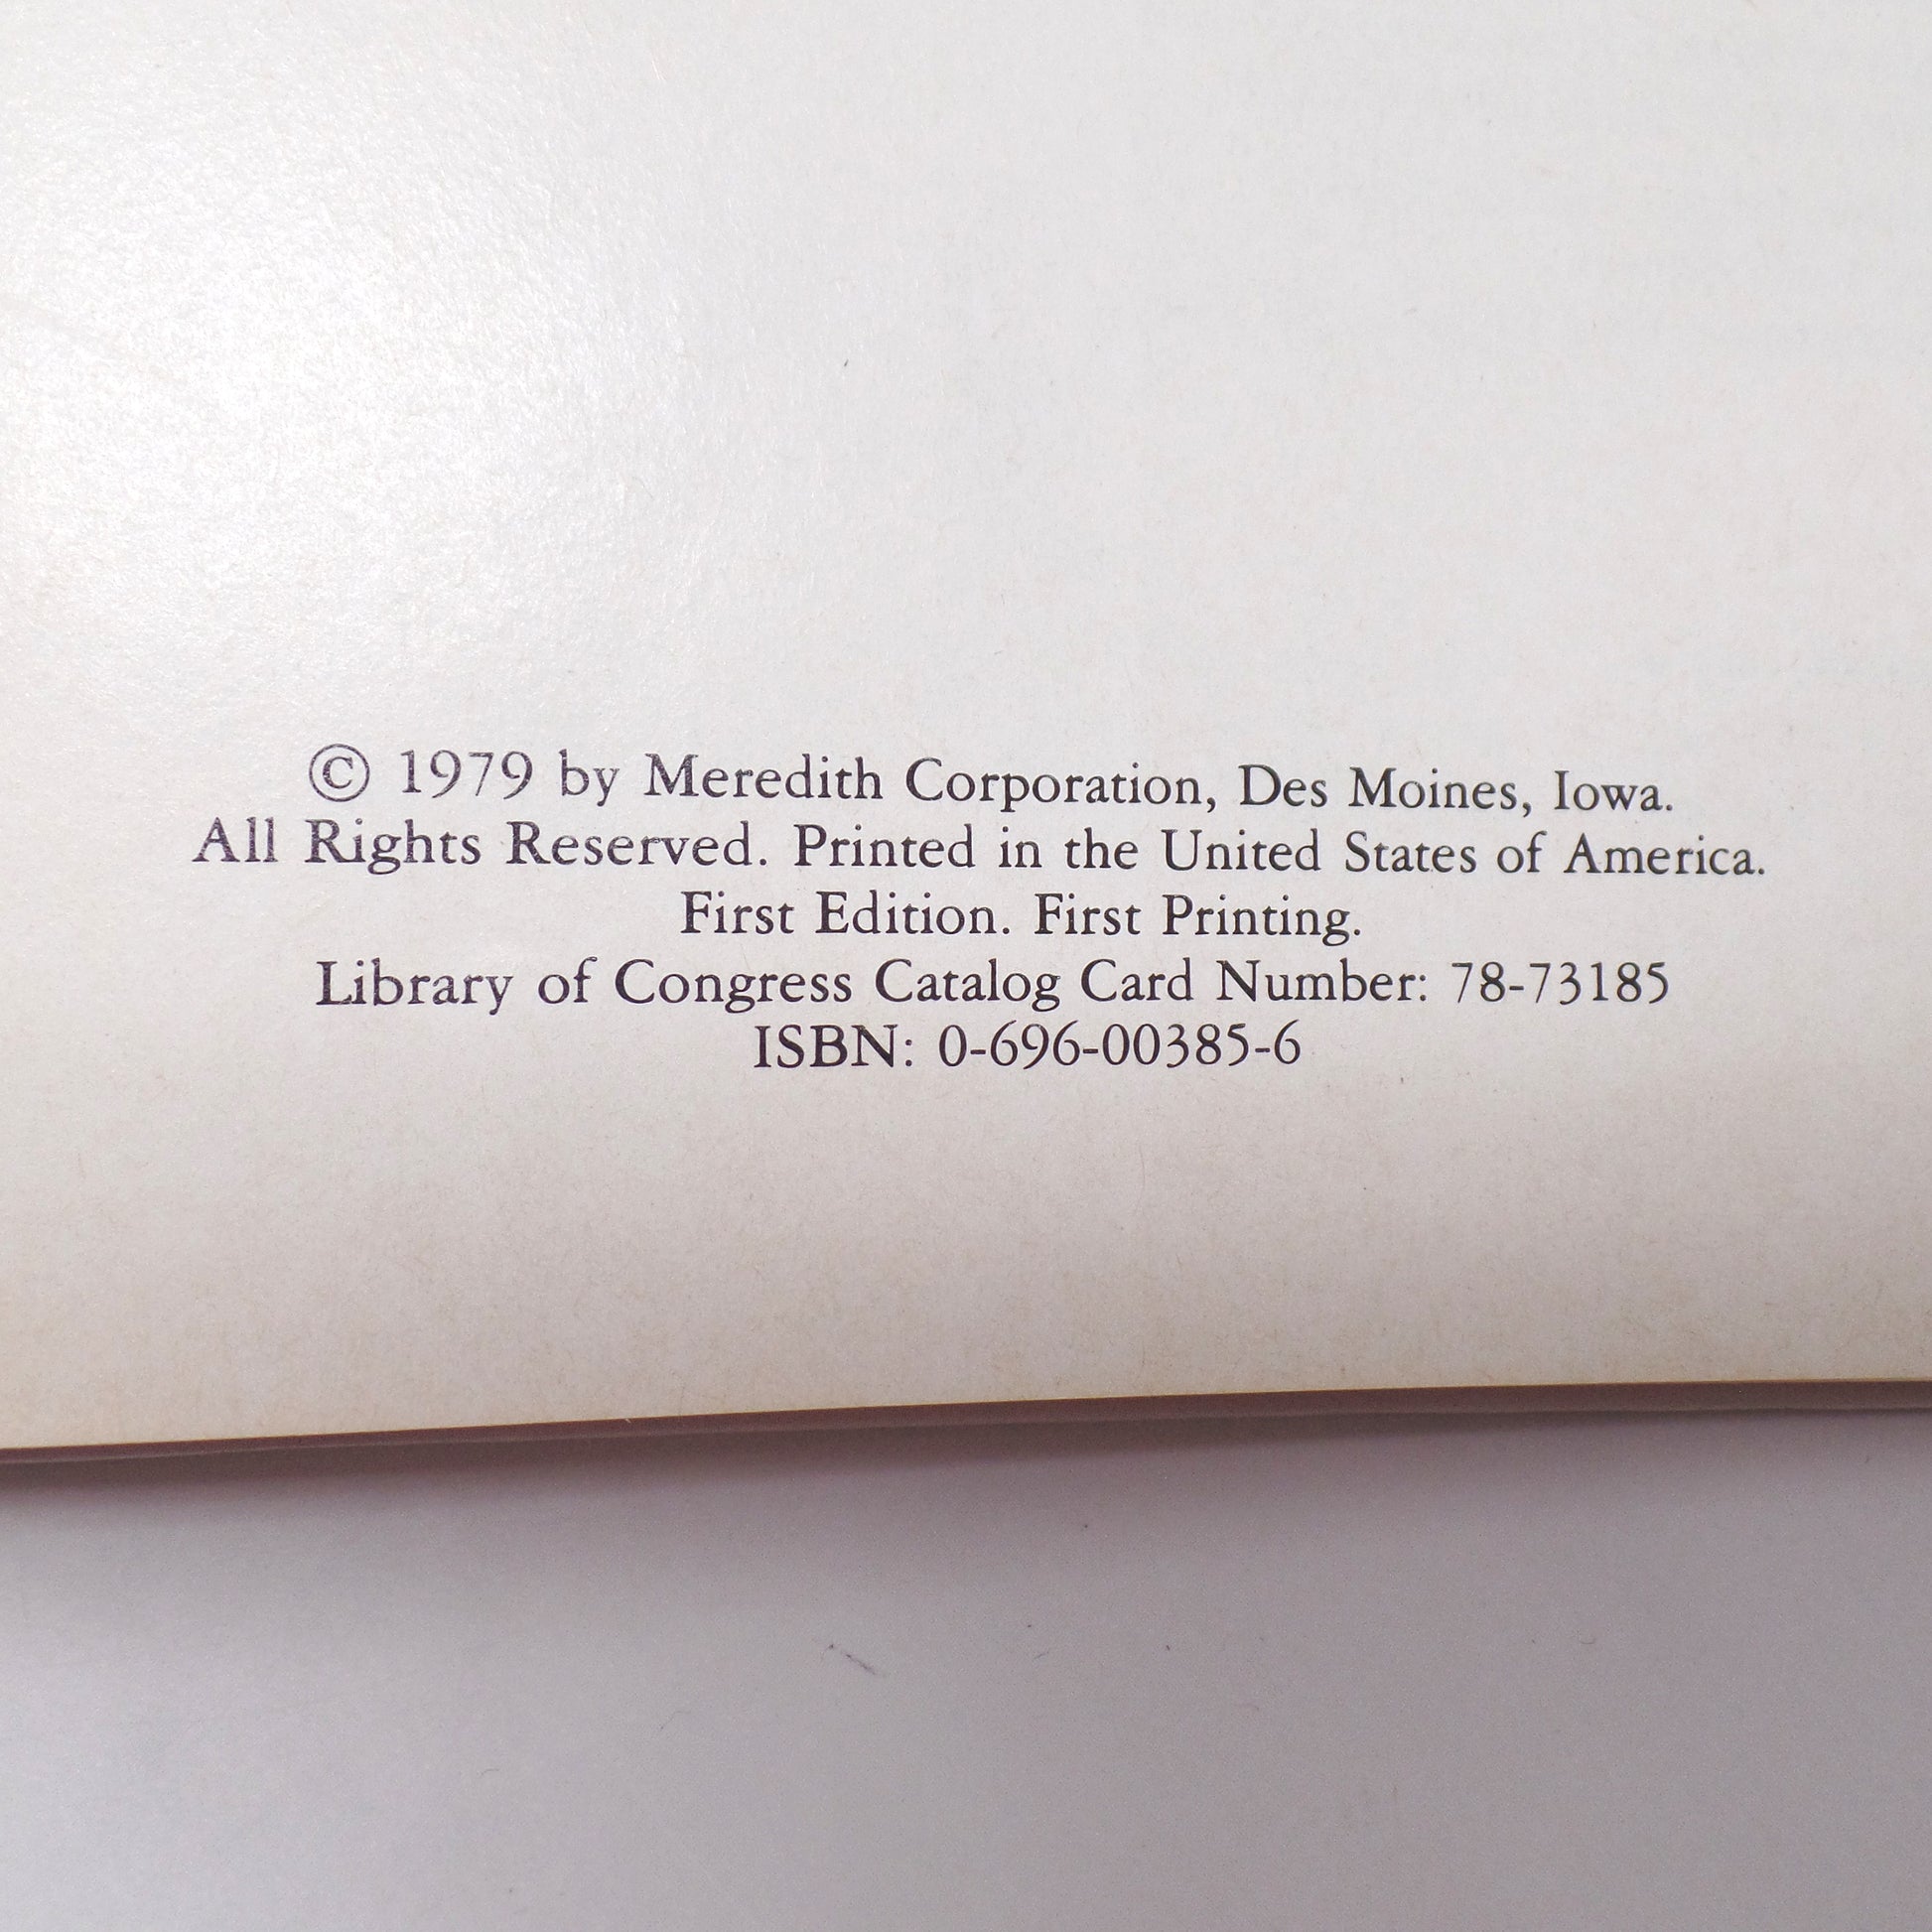 © 1979 by Meredith Corporation, Des Moines, Iowa.
All Rights Reserved. Printed in the United States of America.
First Edition. First Printing.
Library of Congress Catalog Card Number: 78-73185
ISBN: 0-696-00385-6